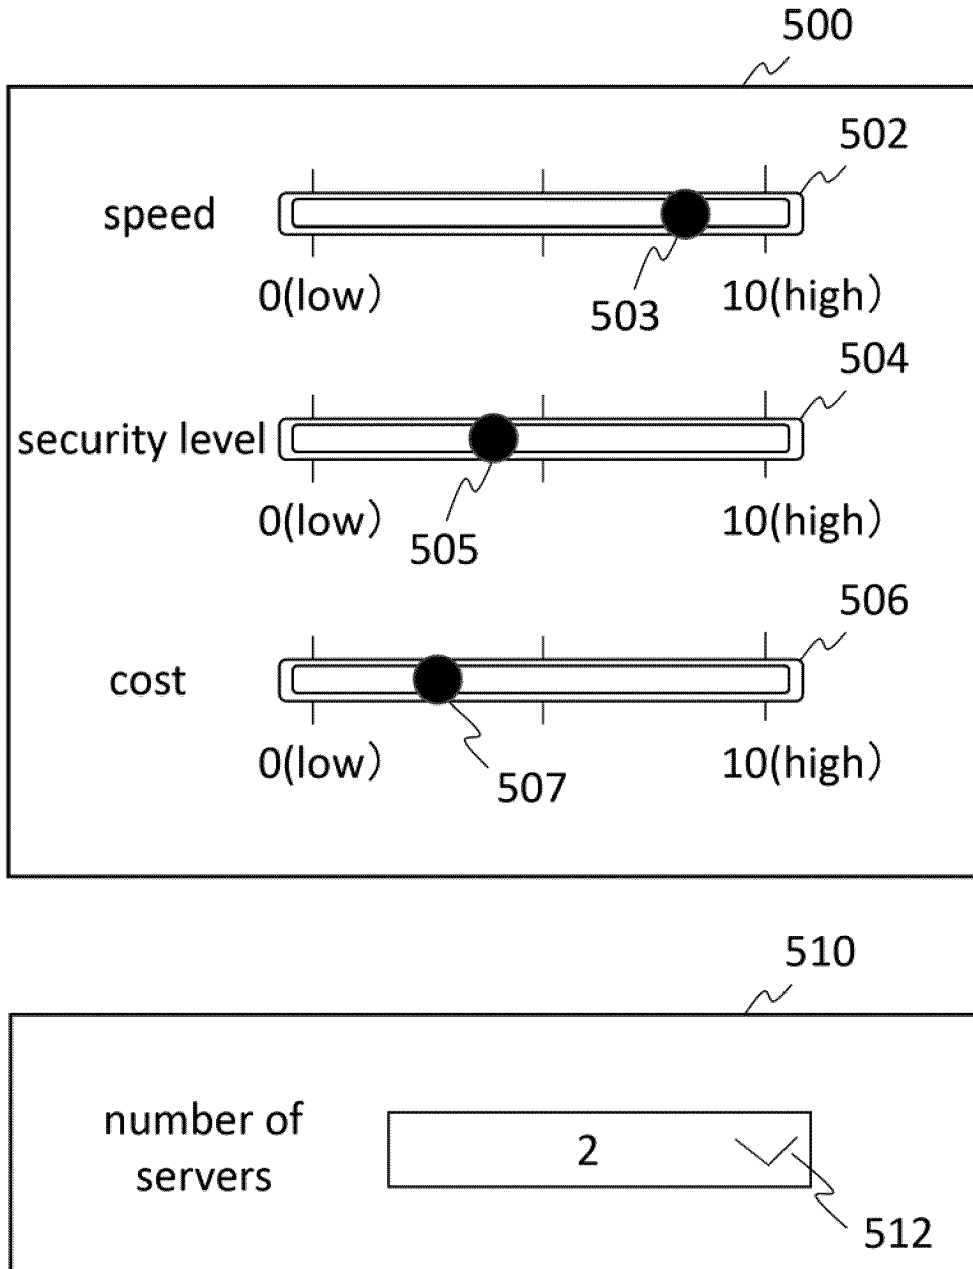 500
502
speed
0(low)
503
10(high)
504
security level
0(low)
505
10(high)
506
cost
0(low)
507
10(high)
510
number of
servers
2
512